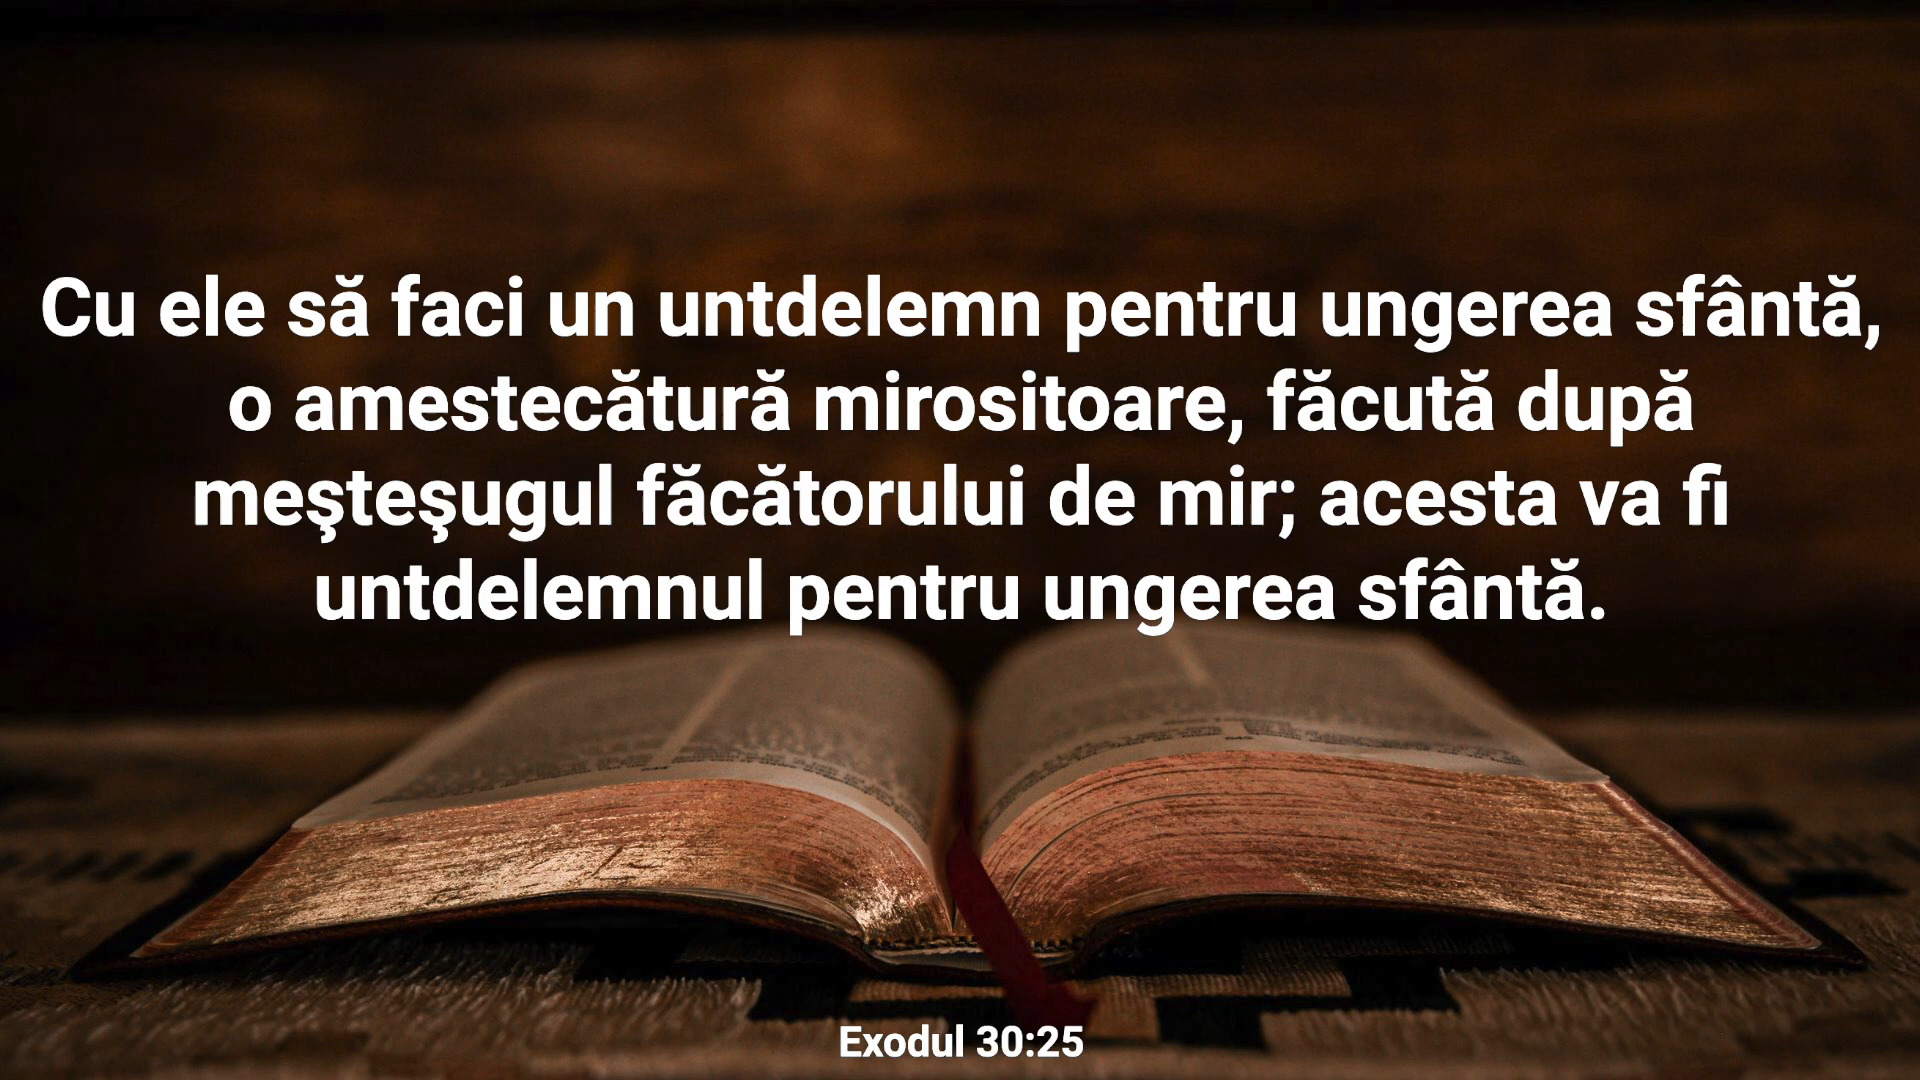 Cu ele să faci un untdelemn pentru ungerea sfântă,
o amestecătură mirositoare, făcută după
meşteşugul făcătorului de mir; acesta va fi
untdelemnul pentru ungerea sfântă.
Exodul 30:25